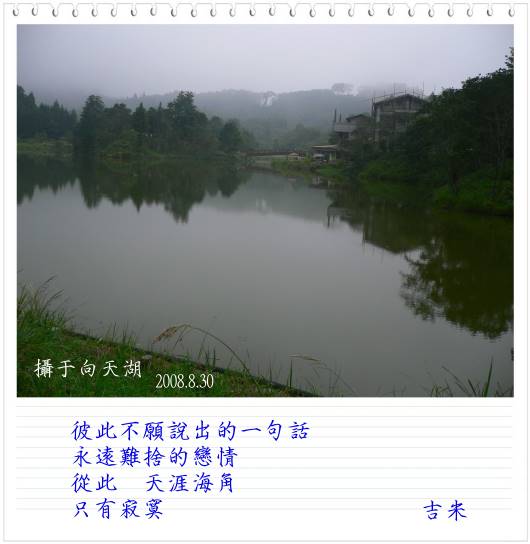 攝于向天湖
2008.8.30
彼此不願說出的一句話
永遠難捨的戀情
從此　天涯海角
只有寂寞
吉米